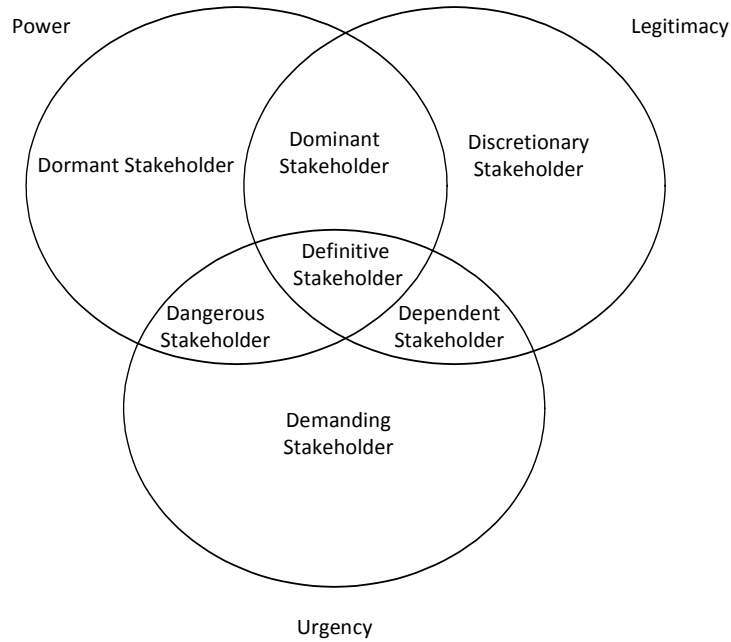 Power
Legitimacy
Dormant Stakeholder
Dominant
Stakeholder
Discretionary
Stakeholder
Definitive
Stakeholder
Dangerous
Stakeholder
Dependent
Stakeholder
Demanding
Stakeholder
Urgency